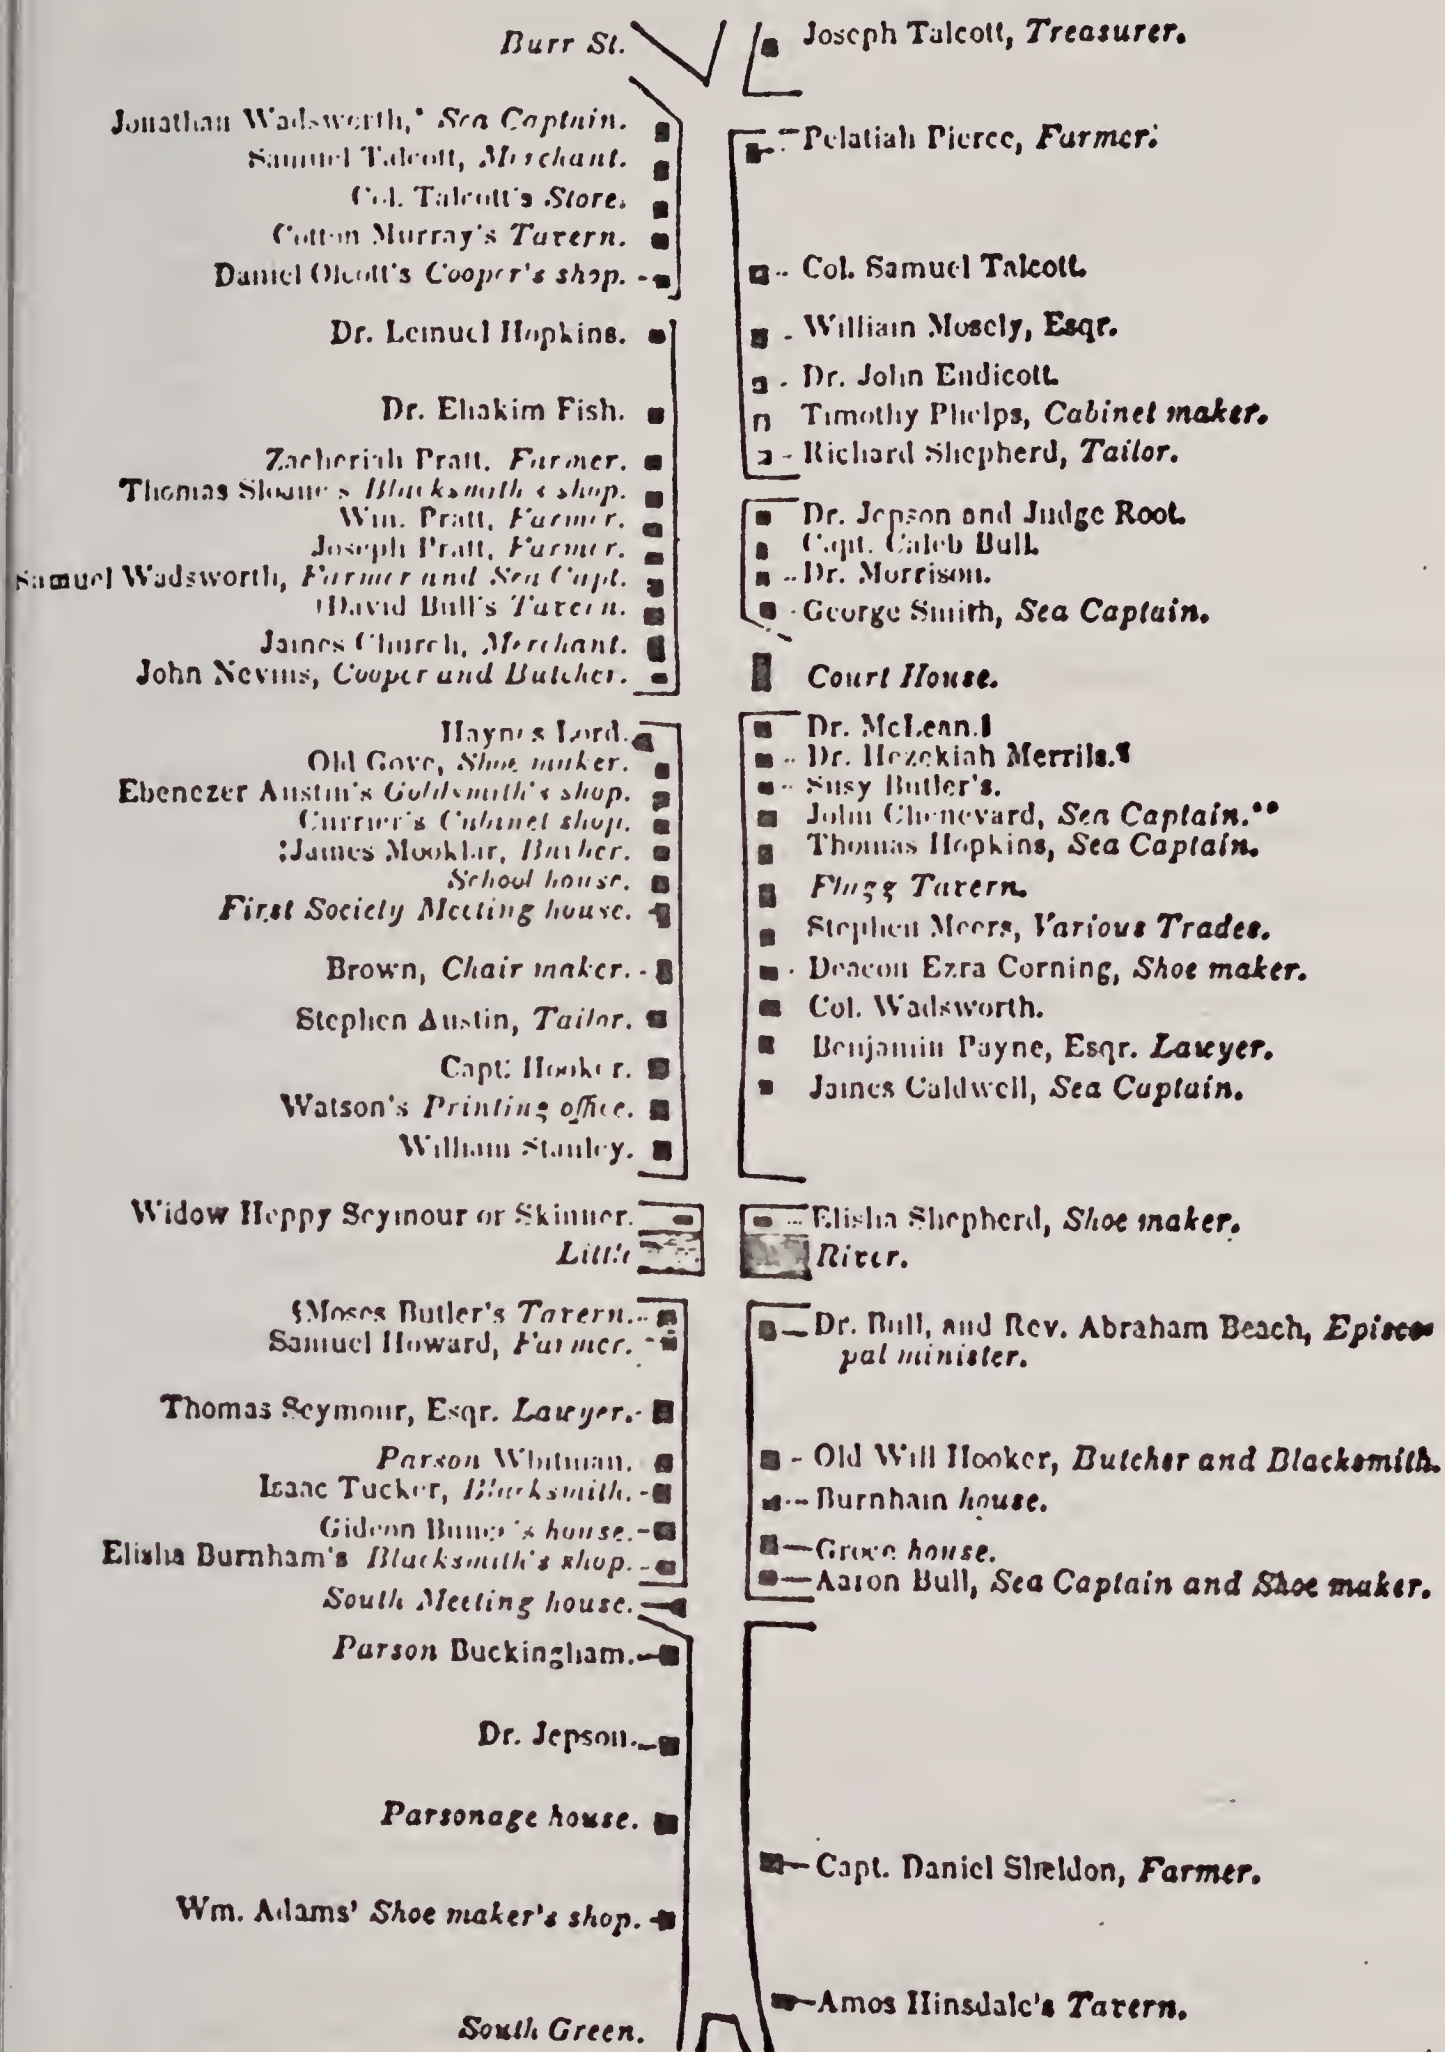 Burr St.
Jonathan Wadsworth,* Sea Captain.
Samuel Talcott, Merchant.
Col. Talcott's Store.
Cotton Murray's Tavern.
Daniel Olcott's Cooper's shop.
Dr. Lemuel Hopkins.
Dr. Eliakim Fish.
Zacheriah Pratt, Farmer.
Thomas Sloane's Blacksmith's shop.
Wm. Pratt, Farmer.
Joseph Pratt, Farmer.
Samuel Wadsworth, Farmer and Sea Capt.
†David Bull's Tavern.
James Church, Merchant.
John Nevins, Cooper and Butcher.
Haynes Lord.
Old Gove, Shoe maker.
Ebenezer Austin's Goldsmith's shop.
Currier's Cabinet shop.
‡James Mooklar, Barber.
School house.
First Society Meeting house.
Brown, Chair maker.
Stephen Austin, Tailor.
Capt. Hooker.
Watson's Printing office.
William Stanley.
Widow Heppy Seymour or Skinner.
Little
§Moses Butler's Tavern.
Samuel Howard, Farmer.
Thomas Seymour, Esqr. Lawyer.
Parson Whitman.
Isaac Tucker, Blacksmith.
Gideon house.
Elisha Burnham's Blacksmith's shop.
South Meeting house.
Parson Buckingham.
Dr. Jepson.
Parsonage house.
Wm. Adams' Shoe maker's shop.
South Green.
Joseph Talcott, Treasurer.
Pelatiah Pierce, Farmer.
Col. Samuel Talcott.
William Mosely, Esqr.
Dr. John Endicott.
Timothy Phelps, Cabinet maker.
Richard Shepherd, Tailor.
Dr. Jepson and Judge Root.
Capt. Caleb Bull.
Dr. Morrison.
George Smith, Sea Captain.
Court House.
Dr. McLean.‖
Dr. Hezekiah Merrils.¶
Susy Butler's.
John Chenevard, Sea Captain.**
Thomas Hopkins, Sea Captain.
Flagg Tavern.
Stephen Meers, Various Trades.
Deacon Ezra Corning, Shoe maker.
Col. Wadsworth.
Benjamin Payne, Esqr. Lawyer.
James Caldwell, Sea Captain.
Elisha Shepherd, Shoe maker.
River.
Dr. Bull, and Rev. Abraham Beach, Episco-
pal minister.
Old Will Hooker, Butcher and Blacksmith.
Burnham house.
house.
Aaron Bull, Sea Captain and Shoe maker.
Capt. Daniel Sheldon, Farmer.
Amos Hinsdale's Tavern.